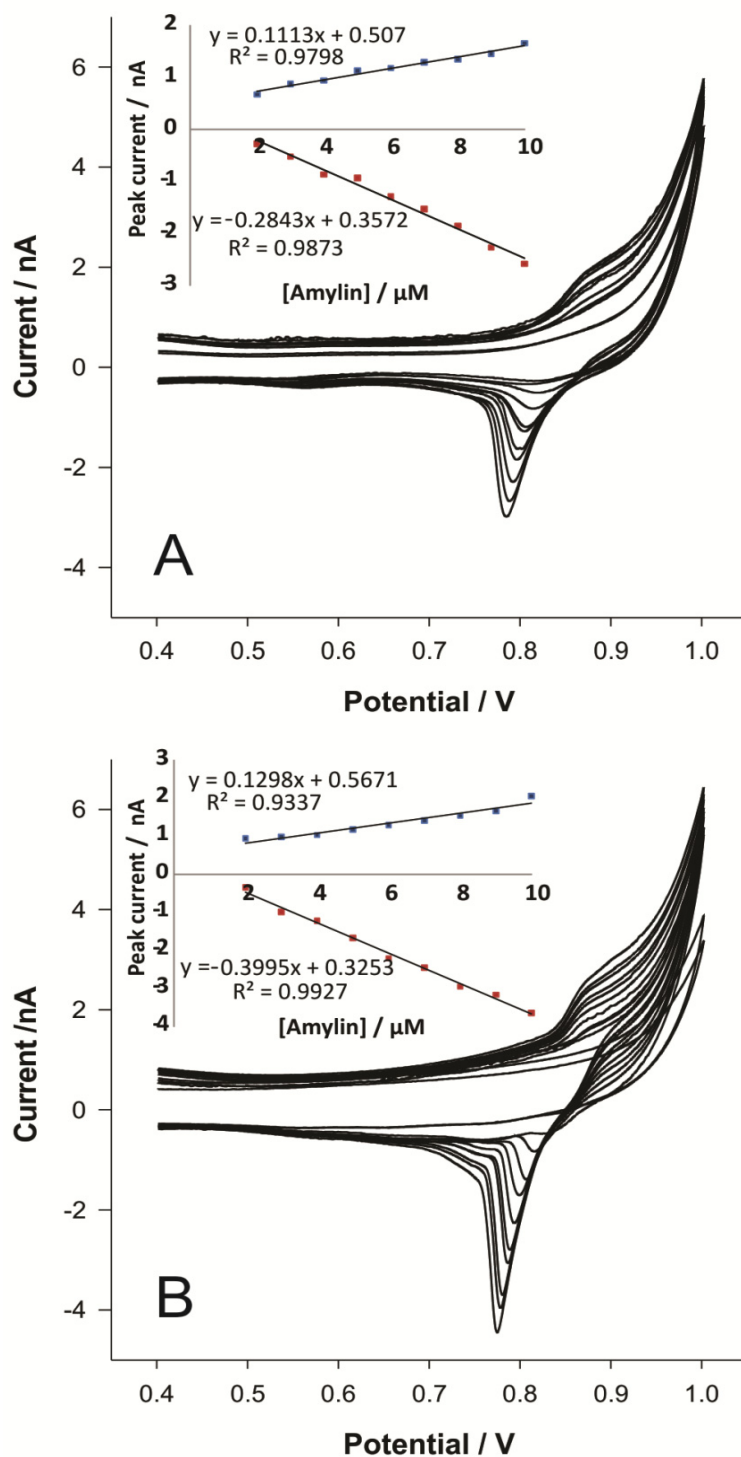 2
y = 0.1113x + 0.507
R² = 0.9798
1
0
2 4 6 8 10
-1
-2
y = -0.2843x + 0.3572
R² = 0.9873
-3
Peak current / nA
[Amylin] / µM
6
4
2
0
-2
-4
Current / nA
A
0.4 0.5 0.6 0.7 0.8 0.9 1.0
Potential / V
3
y = 0.1298x + 0.5671
2
R² = 0.9337
1
0
2 4 6 8 10
-1
-2
y = -0.3995x + 0.3253
-3
R² = 0.9927
-4
Peak current / nA
[Amylin] / µM
6
4
2
0
-2
-4
Current /nA
B
0.4 0.5 0.6 0.7 0.8 0.9 1.0
Potential / V